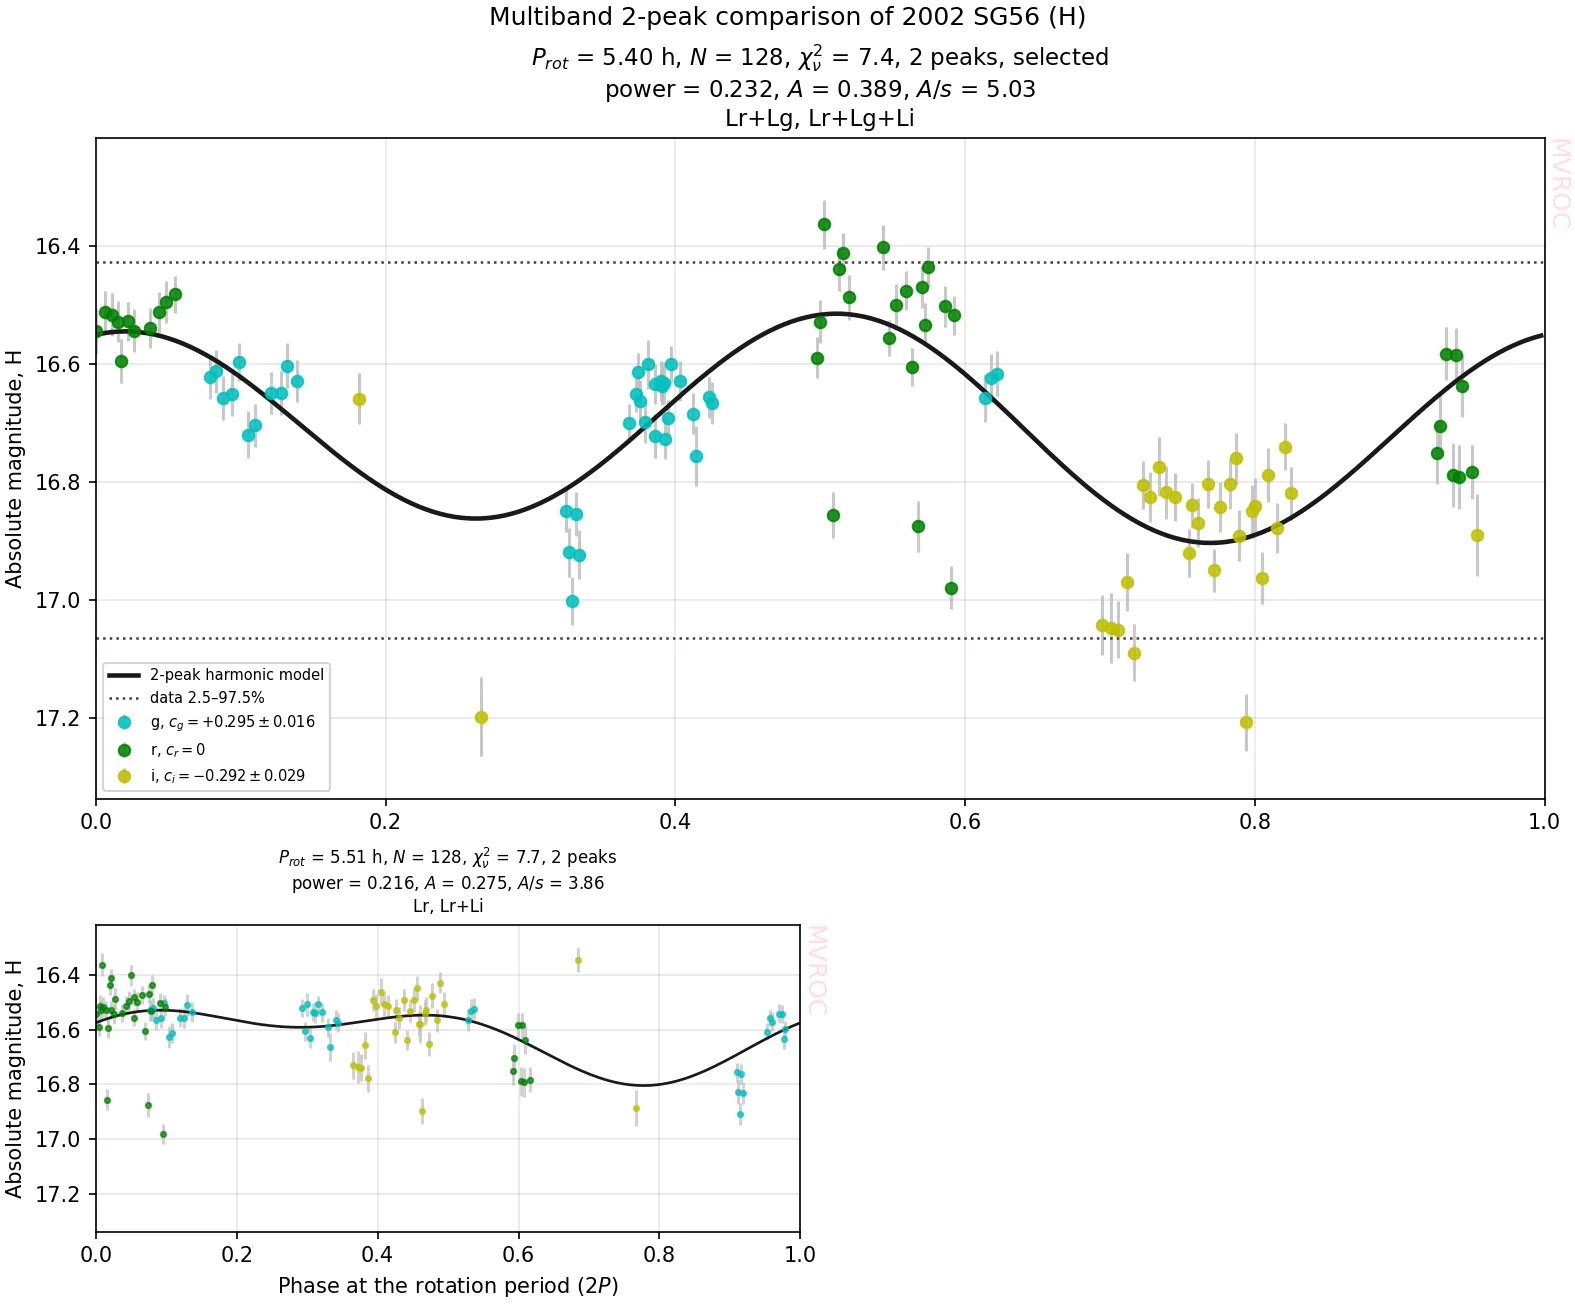 Multiband 2-peak comparison of 2002 SG56 (H)
P_rot = 5.40 h, N = 128, χ²_ν = 7.4, 2 peaks, selected
power = 0.232, A = 0.389, A/s = 5.03
Lr+Lg, Lr+Lg+Li
MVROC
Absolute magnitude, H
16.4
16.6
16.8
17.0
17.2
2-peak harmonic model
data 2.5–97.5%
g, c_g = +0.295 ± 0.016
r, c_r = 0
i, c_i = −0.292 ± 0.029
0.0 0.2 0.4 0.6 0.8 1.0
P_rot = 5.51 h, N = 128, χ²_ν = 7.7, 2 peaks
power = 0.216, A = 0.275, A/s = 3.86
Lr, Lr+Li
MVROC
Absolute magnitude, H
16.4
16.6
16.8
17.0
17.2
0.0 0.2 0.4 0.6 0.8 1.0
Phase at the rotation period (2P)